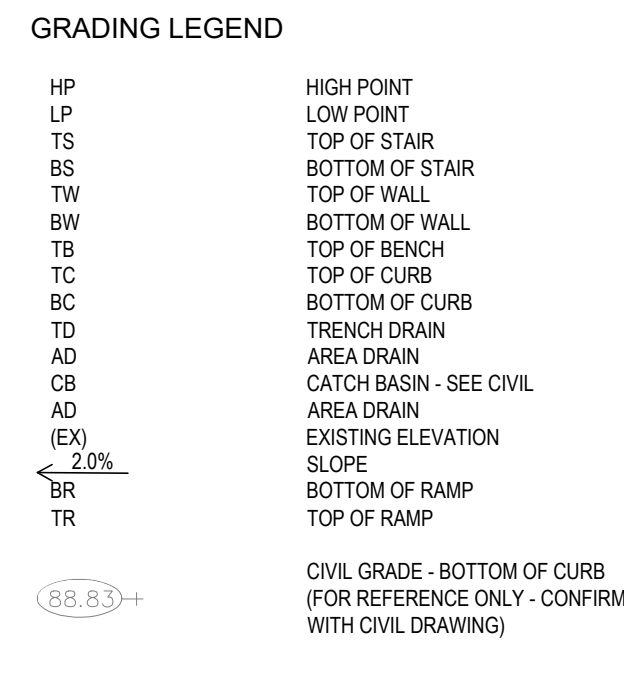 GRADING LEGEND
HP HIGH POINT
LP LOW POINT
TS TOP OF STAIR
BS BOTTOM OF STAIR
TW TOP OF WALL
BW BOTTOM OF WALL
TB TOP OF BENCH
TC TOP OF CURB
BC BOTTOM OF CURB
TD TRENCH DRAIN
AD AREA DRAIN
CB CATCH BASIN - SEE CIVIL
AD AREA DRAIN
(EX) EXISTING ELEVATION
2.0% SLOPE
BR BOTTOM OF RAMP
TR TOP OF RAMP
CIVIL GRADE - BOTTOM OF CURB
88.83+ (FOR REFERENCE ONLY - CONFIRM
WITH CIVIL DRAWING)